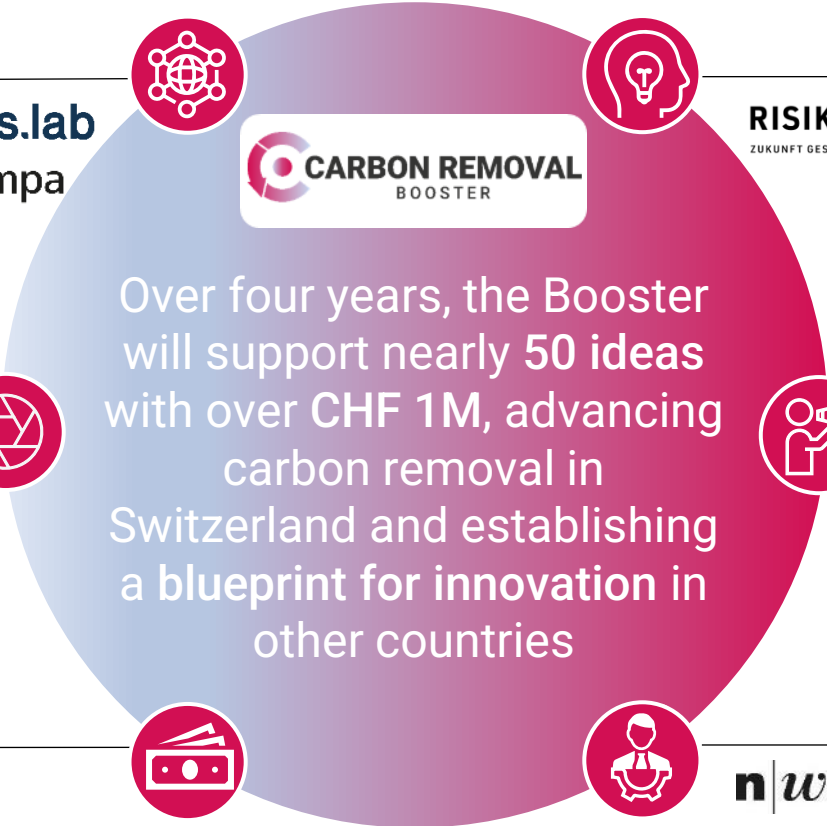 s.lab
mpa
RISIK
ZUKUNFT GES
CARBON REMOVAL
BOOSTER
Over four years, the Booster
will support nearly 50 ideas
with over CHF 1M, advancing
carbon removal in
Switzerland and establishing
a blueprint for innovation in
other countries
n|w